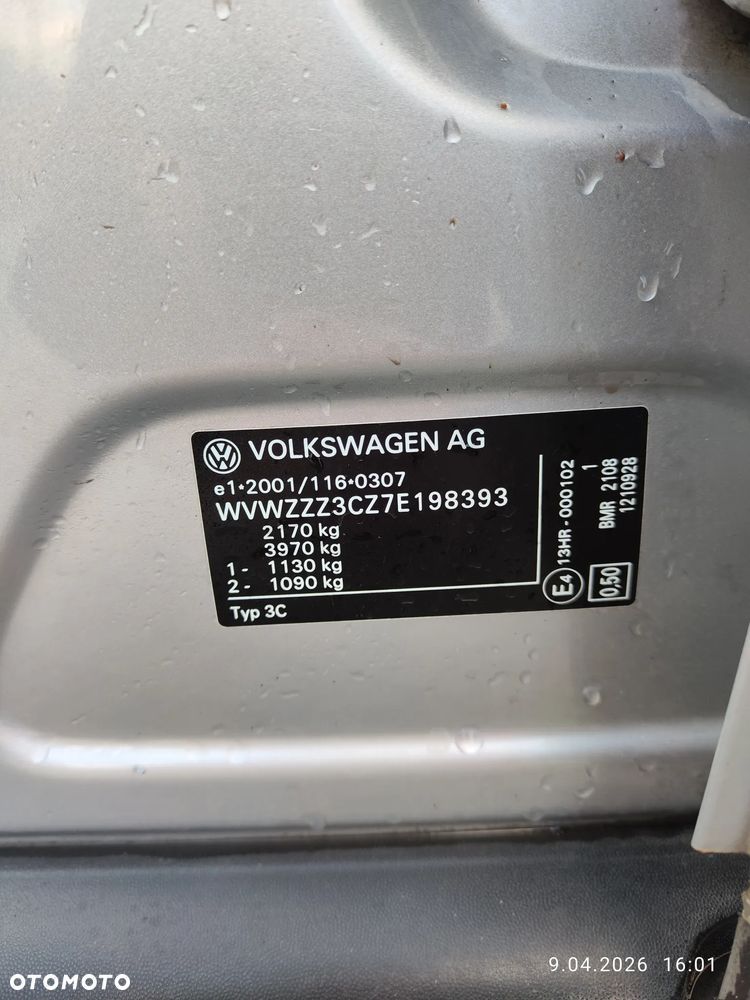 VOLKSWAGEN AG
e1*2001/116*0307
WVWZZZ3CZ7E198393
2170 kg
3970 kg
1 - 1130 kg
2 - 1090 kg
Typ 3C
E4 13HR-000102
0,50
BMR 2108
1
1210928
9.04.2026 16:01
OTOMOTO